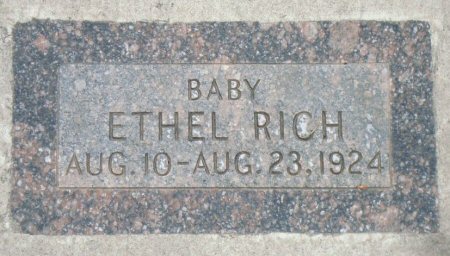 BABY
ETHEL RICH
AUG. 10-AUG. 23, 1924